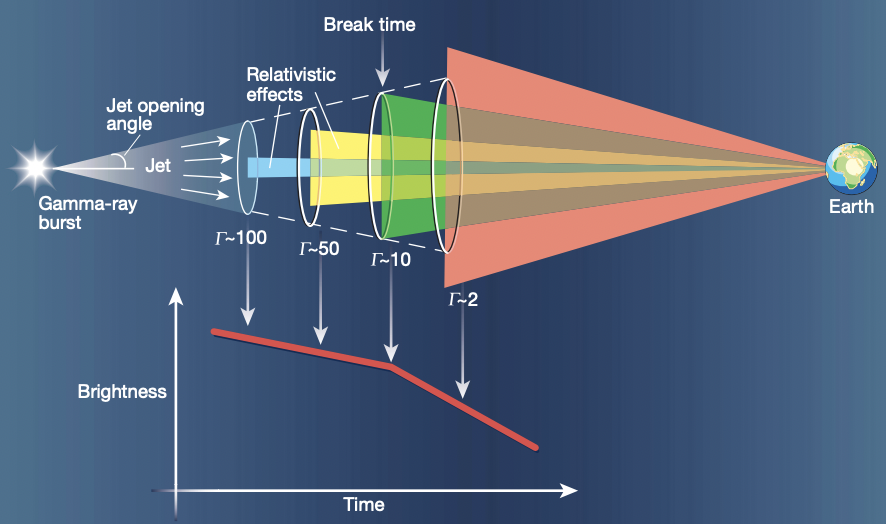 Break time
Relativistic
effects
Jet opening
angle
Jet
Gamma-ray
burst
Earth
Γ~100
Γ~50
Γ~10
Γ~2
Brightness
Time